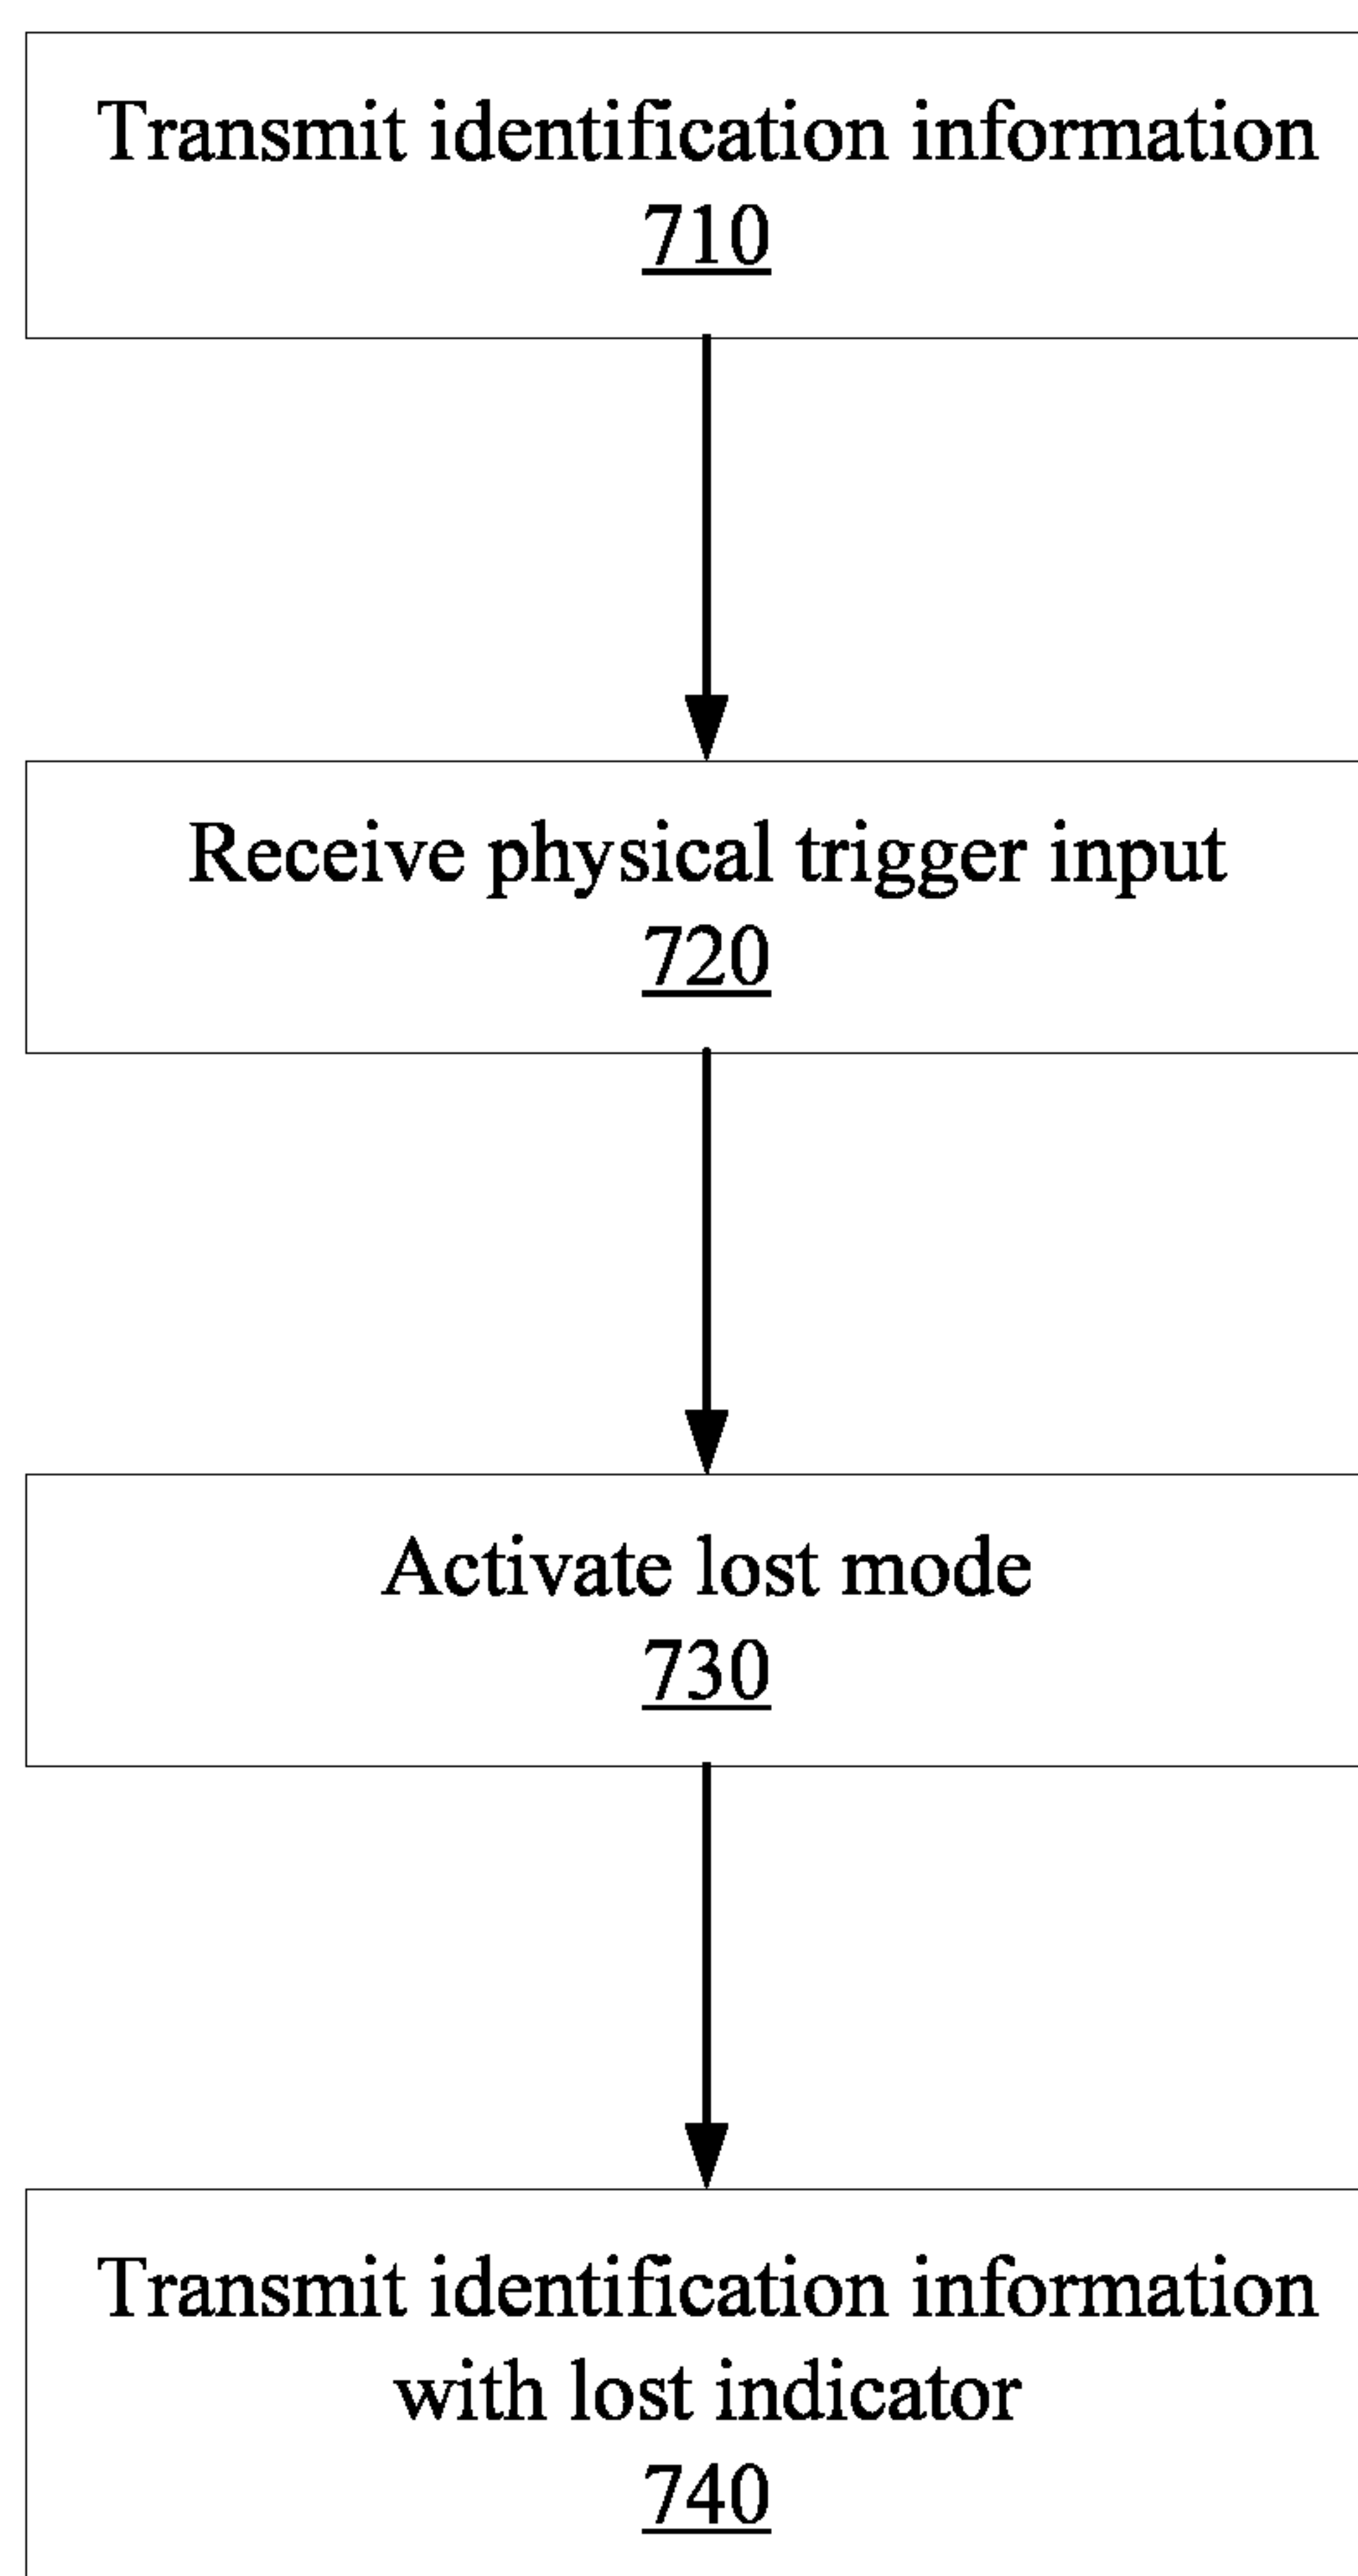 Transmit identification information
710
Receive physical trigger input
720
Activate lost mode
730
Transmit identification information
with lost indicator
740